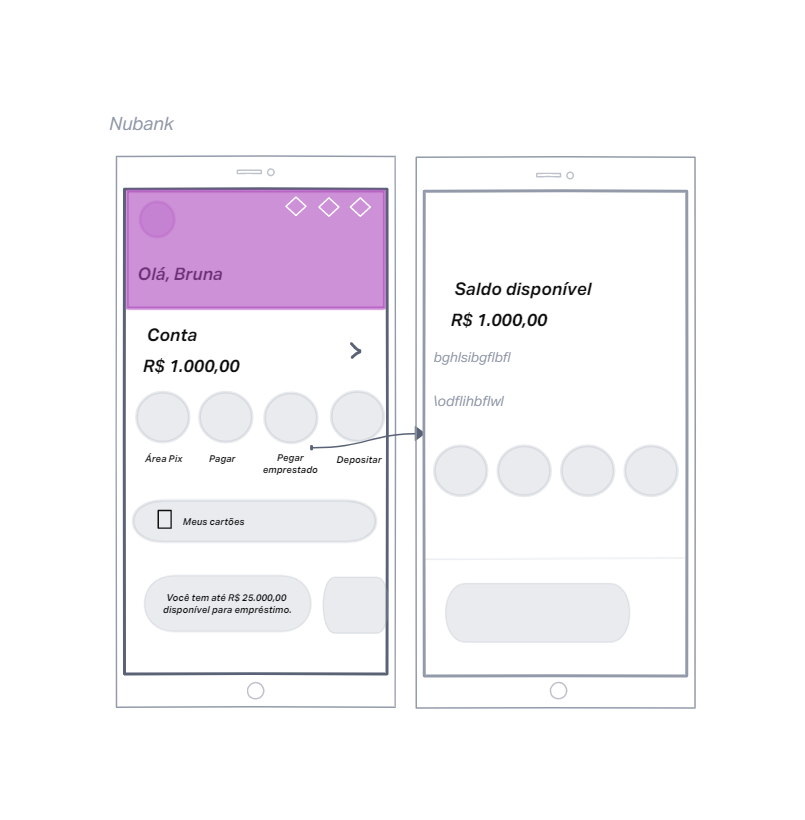 Nubank
Olá, Bruna
Conta
R$ 1.000,00
Área Pix
Pagar
Pegar
emprestado
Depositar
Meus cartões
Você tem até R$ 25.000,00
disponível para empréstimo.
Saldo disponível
R$ 1.000,00
bghlsibgflbfl
\odflihbflwl